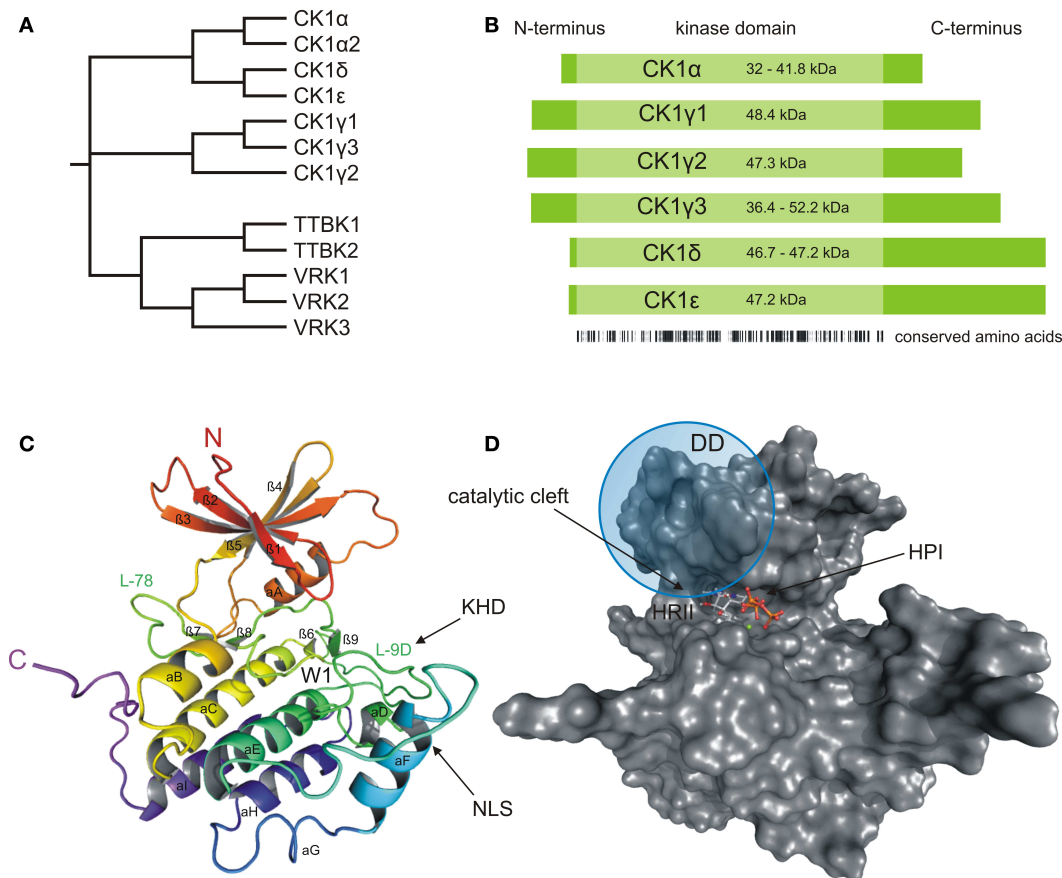 A
CK1α
CK1α2
CK1δ
CK1ε
CK1γ1
CK1γ3
CK1γ2
TTBK1
TTBK2
VRK1
VRK2
VRK3
B
N-terminus kinase domain C-terminus
CK1α 32 - 41.8 kDa
CK1γ1 48.4 kDa
CK1γ2 47.3 kDa
CK1γ3 36.4 - 52.2 kDa
CK1δ 46.7 - 47.2 kDa
CK1ε 47.2 kDa
conserved amino acids
C
N
ß4
ß2
ß3
ß5
ß1
L-78
aA
KHD
ß7
ß8
ß6
ß9
L-9D
C
aB
W1
aC
aD
aE
aF
aI
NLS
aH
aG
D
DD
catalytic cleft
HPI
HRII